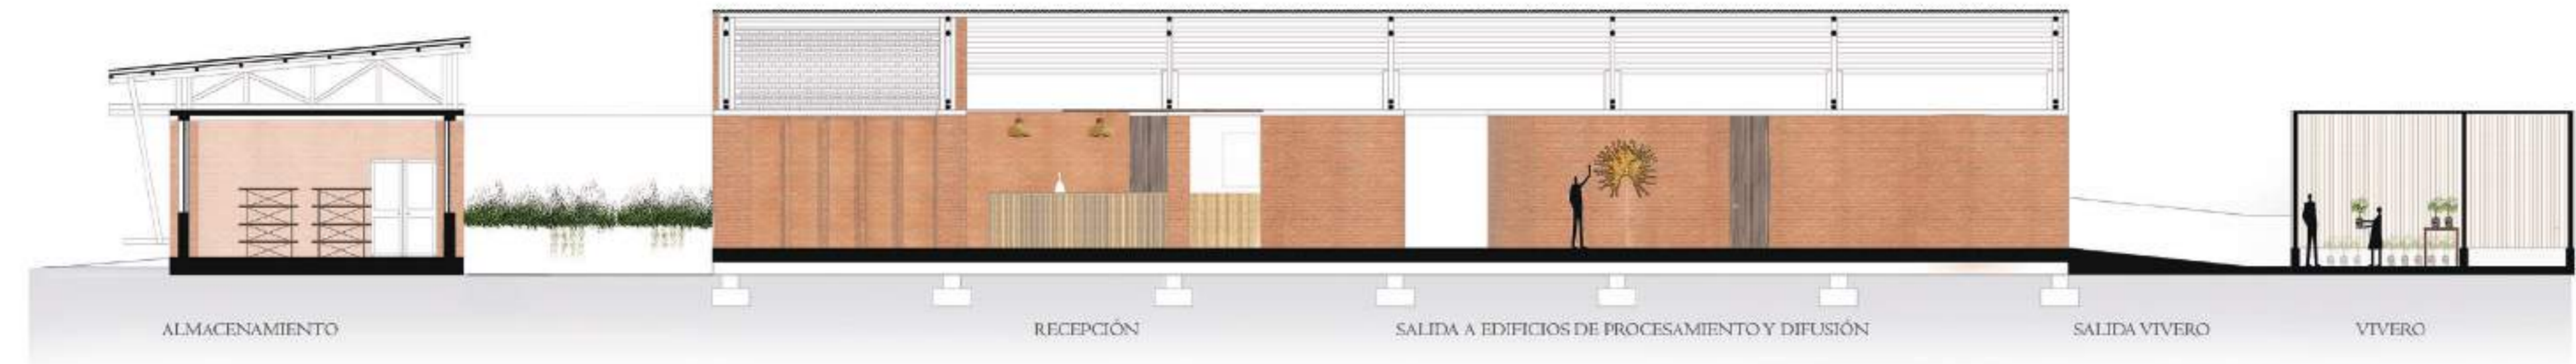 ALMACENAMIENTO
RECEPCIÓN
SALIDA A EDIFICIOS DE PROCESAMIENTO Y DIFUSIÓN
SALIDA VIVERO
VIVERO